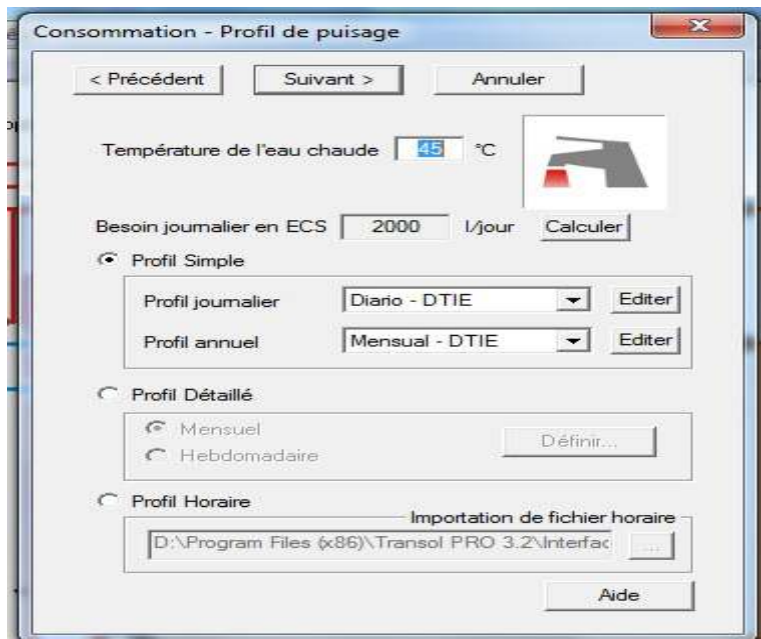 Consommation - Profil de puisage
< Précédent Suivant > Annuler
Température de l'eau chaude 45 °C
Besoin journalier en ECS 2000 l/jour Calculer
Profil Simple
Profil journalier Diario - DTIE Editer
Profil annuel Mensual - DTIE Editer
Profil Détaillé
Mensuel
Hebdomadaire
Définir...
Profil Horaire
Importation de fichier horaire
D:\Program Files (x86)\Transol PRO 3.2\Interfac ...
Aide